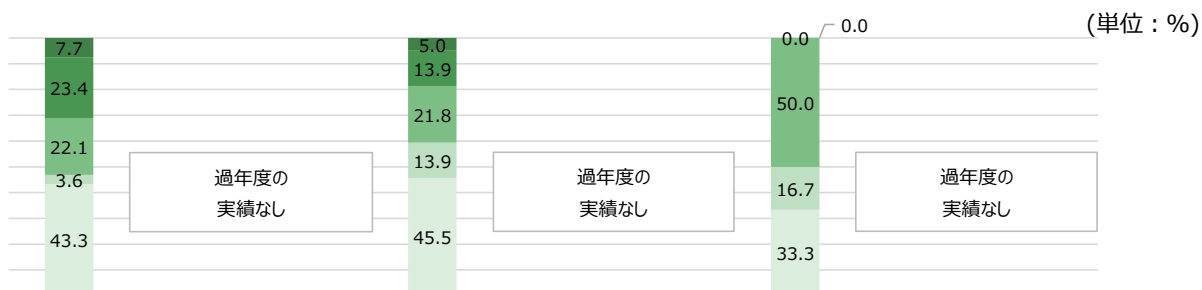 (単位：%)
0.0
7.7
23.4
22.1
3.6
43.3
過年度の
実績なし
5.0
13.9
21.8
13.9
45.5
過年度の
実績なし
0.0
50.0
16.7
33.3
過年度の
実績なし